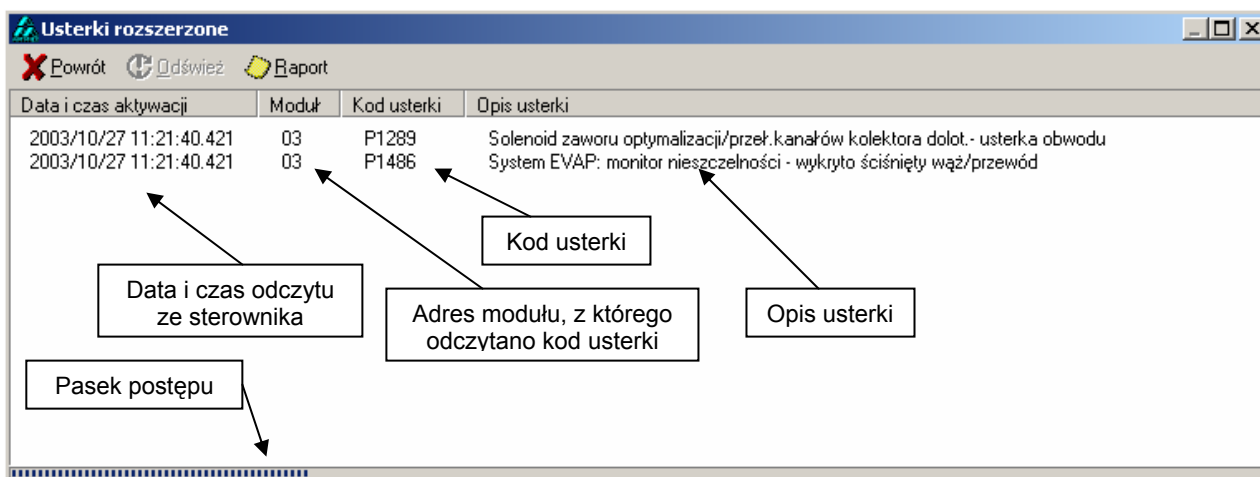 Usterki rozszerzone
Powrót Odśwież Raport
Data i czas aktywacji Moduł Kod usterki Opis usterki
2003/10/27 11:21:40.421 03 P1289 Solenoid zaworu optymalizacji/przeł.kanałów kolektora dolot.- usterka obwodu
2003/10/27 11:21:40.421 03 P1486 System EVAP: monitor nieszczelności - wykryto ściśnięty wąż/przewód
Kod usterki
Data i czas odczytu
ze sterownika
Adres modułu, z którego
odczytano kod usterki
Opis usterki
Pasek postępu